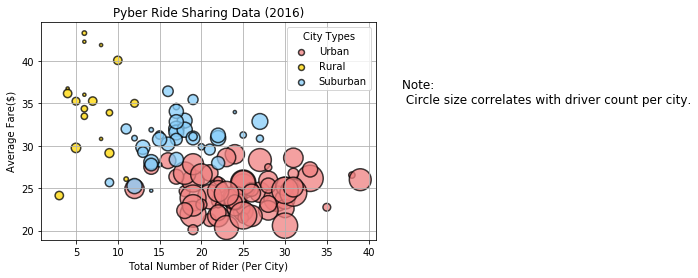 Pyber Ride Sharing Data (2016)
Average Fare($)
40
35
30
25
20
City Types
Urban
Rural
Suburban
5
10
15
20
25
30
35
40
Total Number of Rider (Per City)
Note:
Circle size correlates with driver count per city.